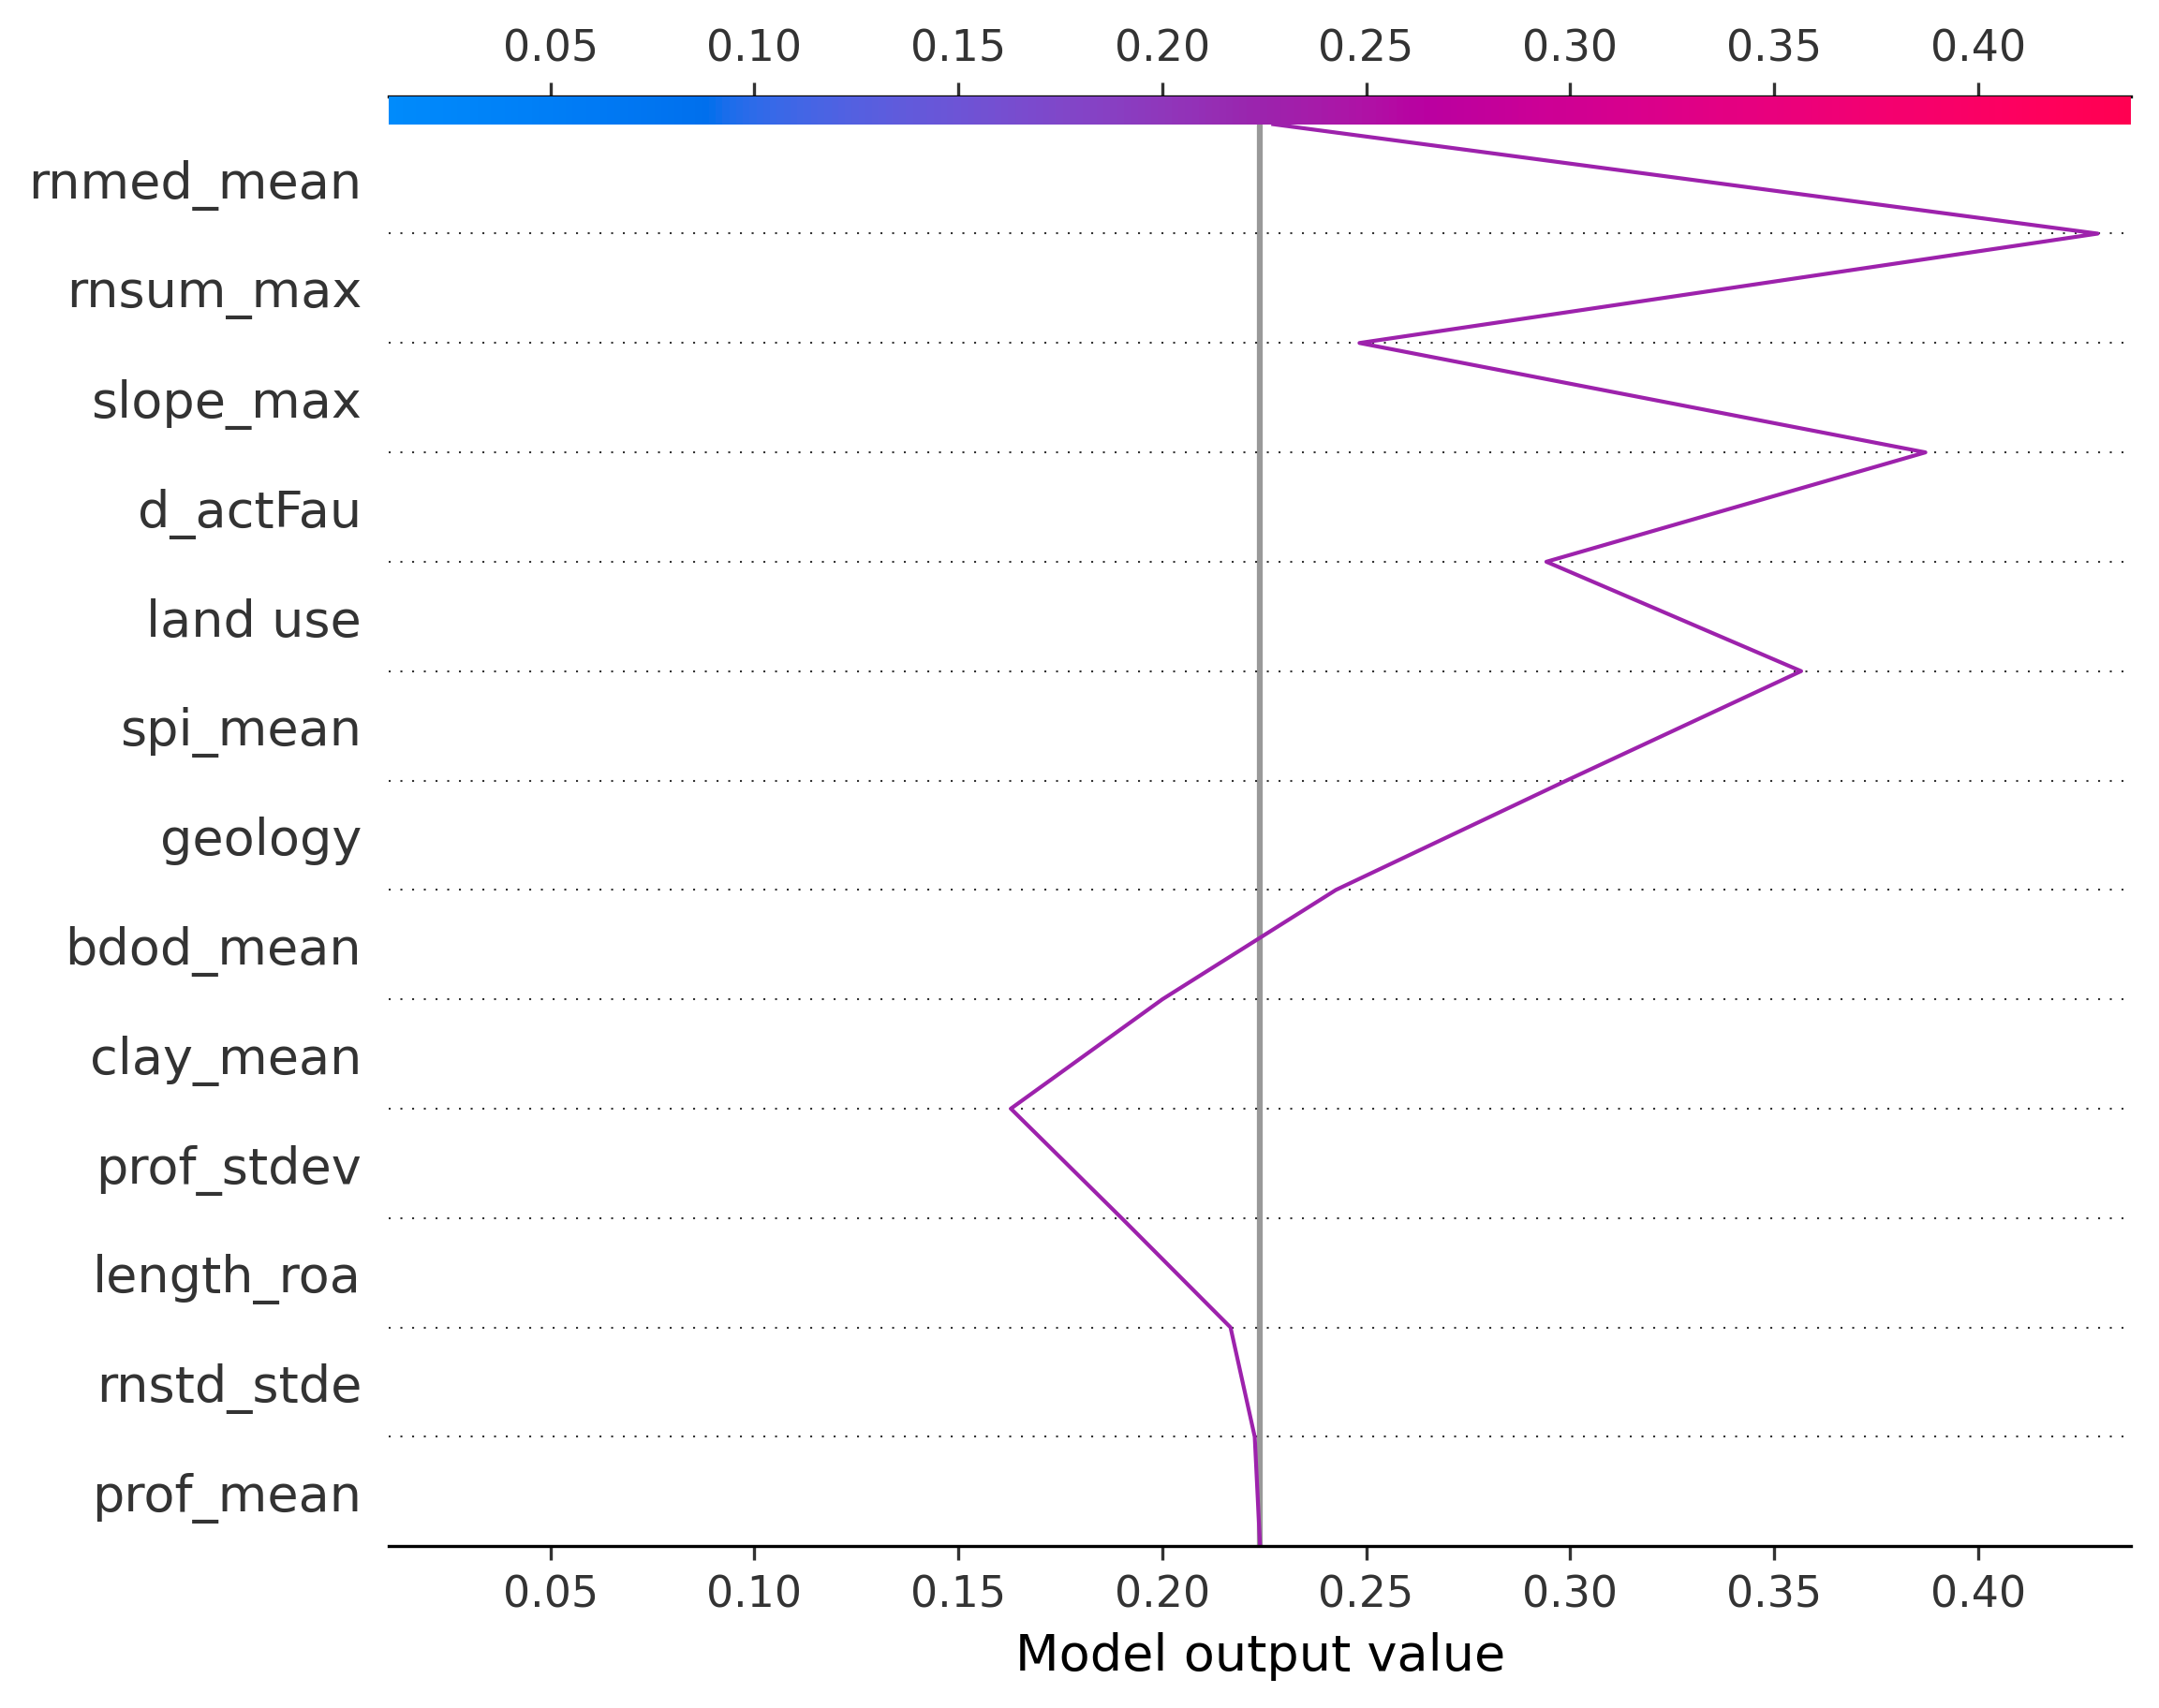 0.05 0.10 0.15 0.20 0.25 0.30 0.35 0.40
rnmed_mean
rnsum_max
slope_max
d_actFau
land use
spi_mean
geology
bdod_mean
clay_mean
prof_stdev
length_roa
rnstd_stde
prof_mean
0.05 0.10 0.15 0.20 0.25 0.30 0.35 0.40
Model output value